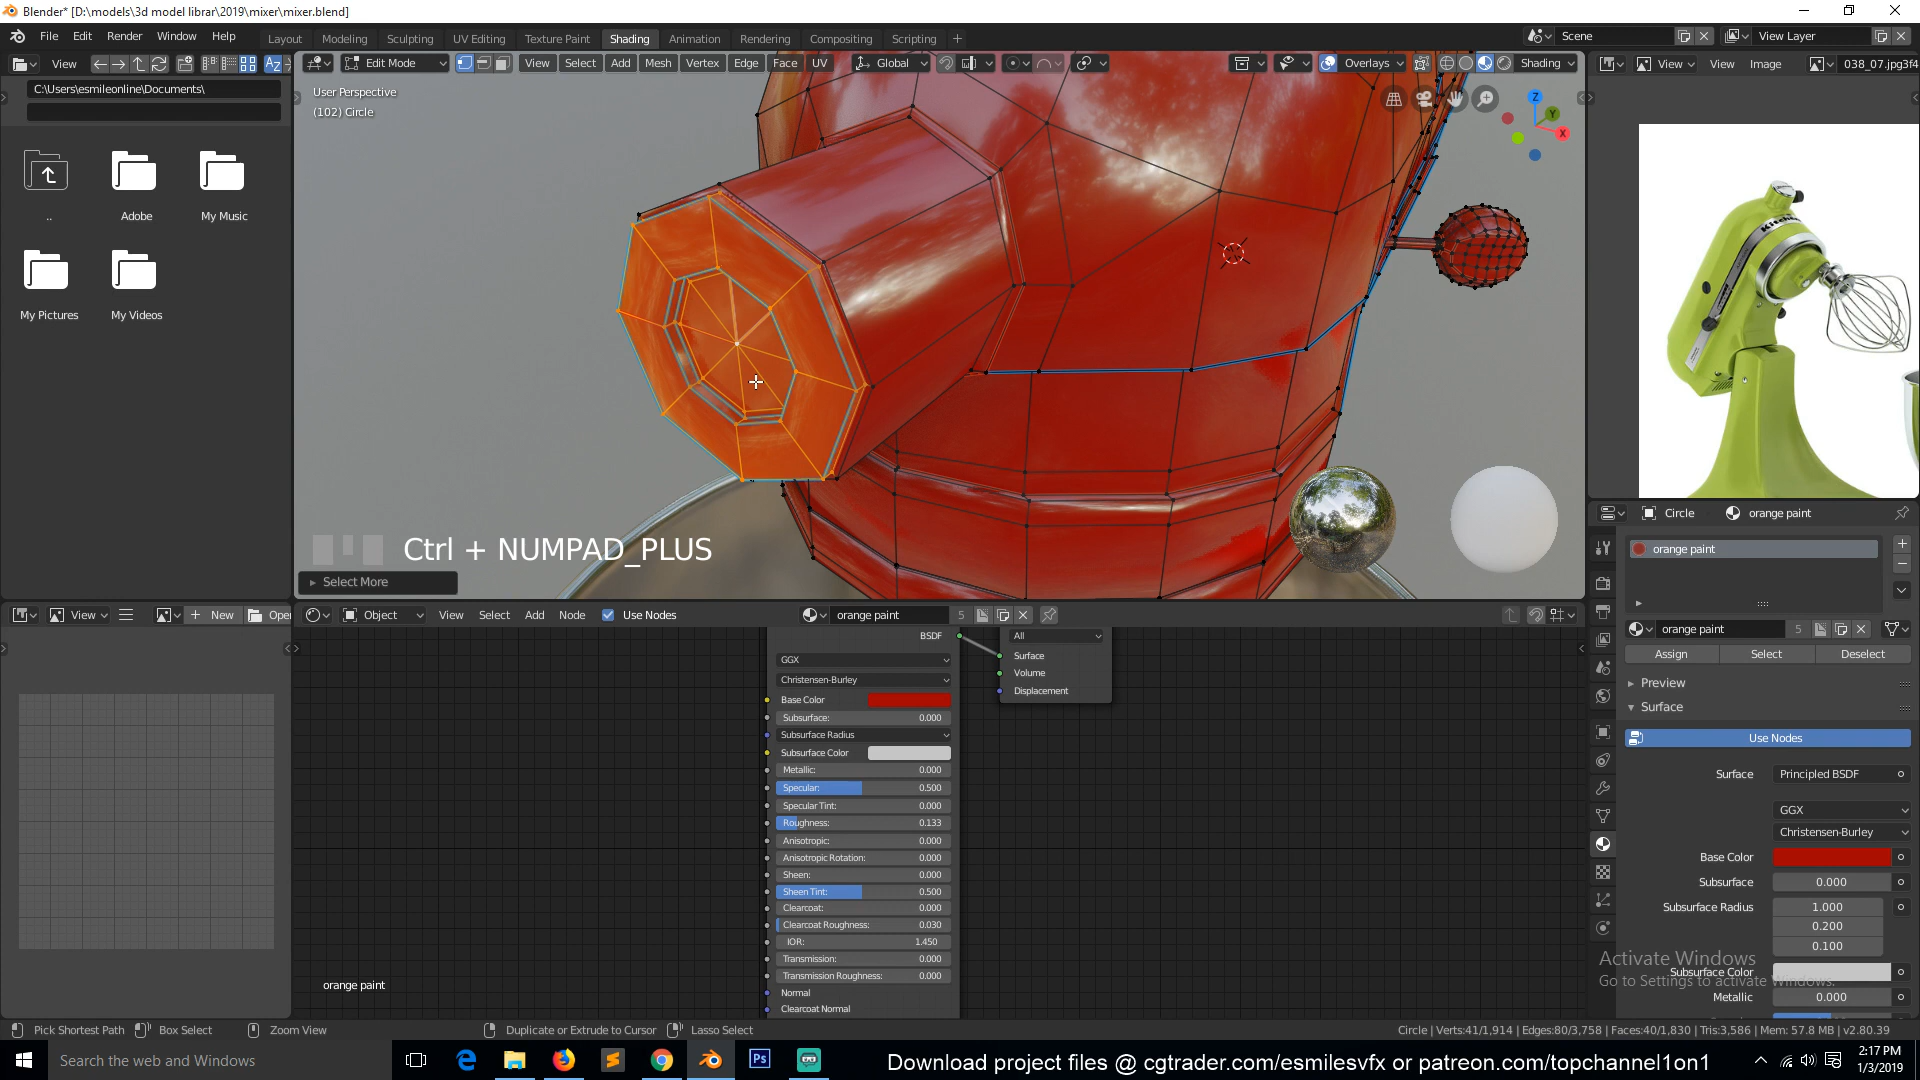 Blender* [D:\models\3d model librar\2019\mixer\mixer.blend]
File Edit Render Window Help
Layout Modeling Sculpting UV Editing Texture Paint Shading Animation Rendering Compositing Scripting +
Scene View Layer
View
Edit Mode View Select Add Mesh Vertex Edge Face UV Global Overlays Shading
View View Image 038_07.jpg3f4
C:\Users\esmileonline\Documents\
User Perspective
(102) Circle
Z
Y
X
..
Adobe
My Music
My Pictures
My Videos
Ctrl + NUMPAD_PLUS
Select More
Circle orange paint
orange paint
orange paint 5
Assign Select Deselect
Preview
Surface
Use Nodes
Surface Principled BSDF
GGX
Christensen-Burley
Base Color
Subsurface 0.000
Subsurface Radius 1.000
0.200
0.100
Subsurface Color
Metallic 0.000
View New Open
Object View Select Add Node Use Nodes orange paint 5
BSDF
GGX
Christensen-Burley
Base Color
Subsurface: 0.000
Subsurface Radius
Subsurface Color
Metallic: 0.000
Specular: 0.500
Specular Tint: 0.000
Roughness: 0.133
Anisotropic: 0.000
Anisotropic Rotation: 0.000
Sheen: 0.000
Sheen Tint: 0.500
Clearcoat: 0.000
Clearcoat Roughness: 0.030
IOR: 1.450
Transmission: 0.000
Transmission Roughness: 0.000
Normal
Clearcoat Normal
All
Surface
Volume
Displacement
orange paint
Activate Windows
Go to Settings to activate Windows.
Pick Shortest Path Box Select Zoom View Duplicate or Extrude to Cursor Lasso Select
Circle | Verts:41/1,914 | Edges:80/3,758 | Faces:40/1,830 | Tris:3,586 | Mem: 57.8 MB | v2.80.39
Search the web and Windows
Download project files @ cgtrader.com/esmilesvfx or patreon.com/topchannel1on1
2:17 PM
1/3/2019